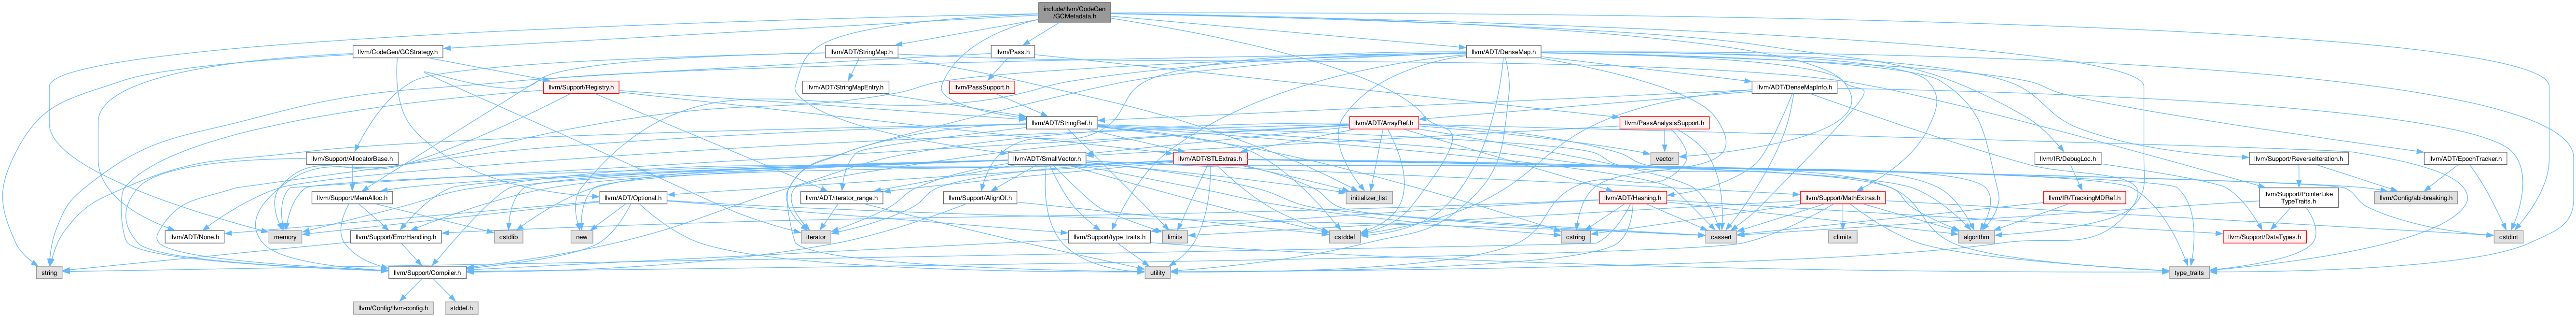 include/llvm/CodeGen
/GCMetadata.h
llvm/CodeGen/GCStrategy.h
llvm/ADT/StringMap.h
llvm/Pass.h
llvm/ADT/DenseMap.h
llvm/Support/Registry.h
llvm/ADT/StringMapEntry.h
llvm/PassSupport.h
llvm/ADT/DenseMapInfo.h
llvm/ADT/StringRef.h
llvm/ADT/ArrayRef.h
llvm/PassAnalysisSupport.h
llvm/Support/AllocatorBase.h
llvm/ADT/SmallVector.h
llvm/ADT/STLExtras.h
vector
llvm/IR/DebugLoc.h
llvm/Support/ReverseIteration.h
llvm/ADT/EpochTracker.h
llvm/Support/MemAlloc.h
llvm/ADT/Optional.h
llvm/ADT/iterator_range.h
llvm/Support/AlignOf.h
initializer_list
llvm/ADT/Hashing.h
llvm/Support/MathExtras.h
llvm/IR/TrackingMDRef.h
llvm/Support/PointerLike
TypeTraits.h
llvm/Config/abi-breaking.h
llvm/ADT/None.h
memory
llvm/Support/ErrorHandling.h
cstdlib
new
iterator
llvm/Support/type_traits.h
limits
cstddef
cstring
cassert
climits
algorithm
llvm/Support/DataTypes.h
cstdint
string
llvm/Support/Compiler.h
utility
type_traits
llvm/Config/llvm-config.h
stddef.h